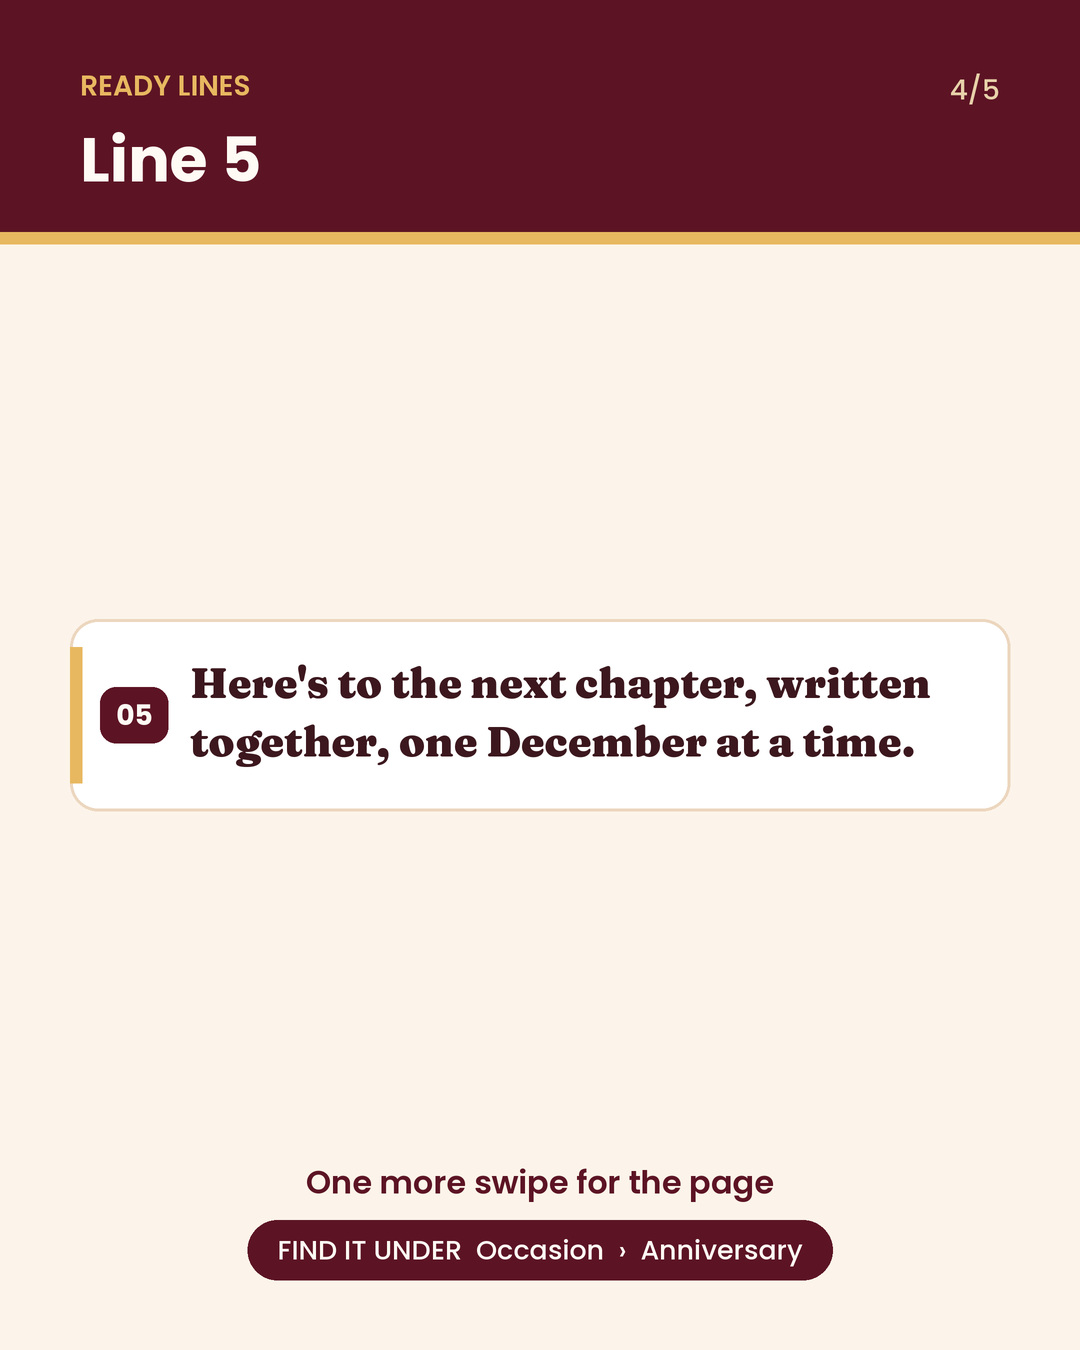 READY LINES
4/5
Line 5
05
Here's to the next chapter, written
together, one December at a time.
One more swipe for the page
FIND IT UNDER Occasion › Anniversary